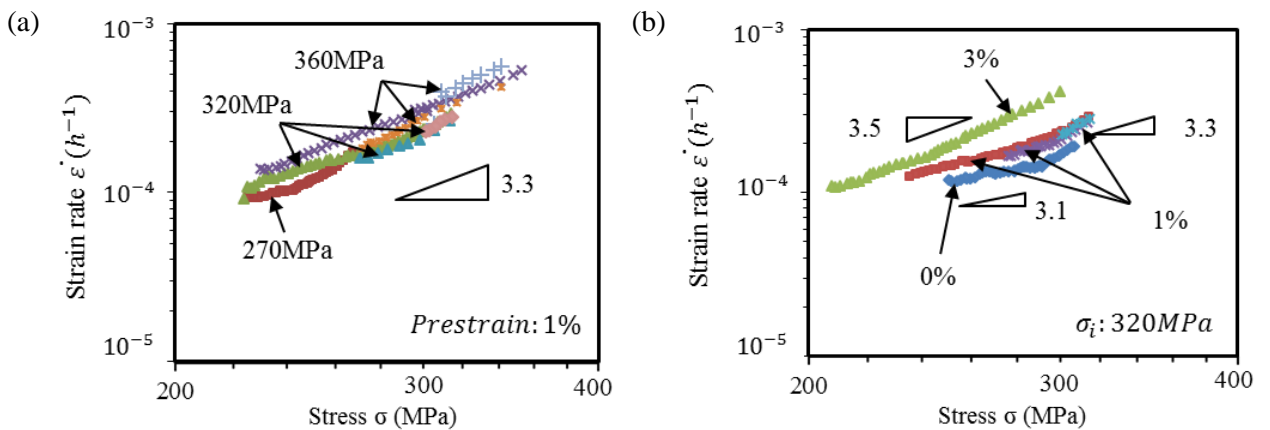 (a)
10⁻³
10⁻⁴
10⁻⁵
Strain rate ε̇ (h⁻¹)
360MPa
320MPa
270MPa
3.3
Prestrain: 1%
200
300
400
Stress σ (MPa)
(b)
10⁻³
10⁻⁴
10⁻⁵
Strain rate ε̇ (h⁻¹)
3%
3.5
3.3
3.1
1%
0%
σᵢ: 320MPa
200
300
400
Stress σ (MPa)